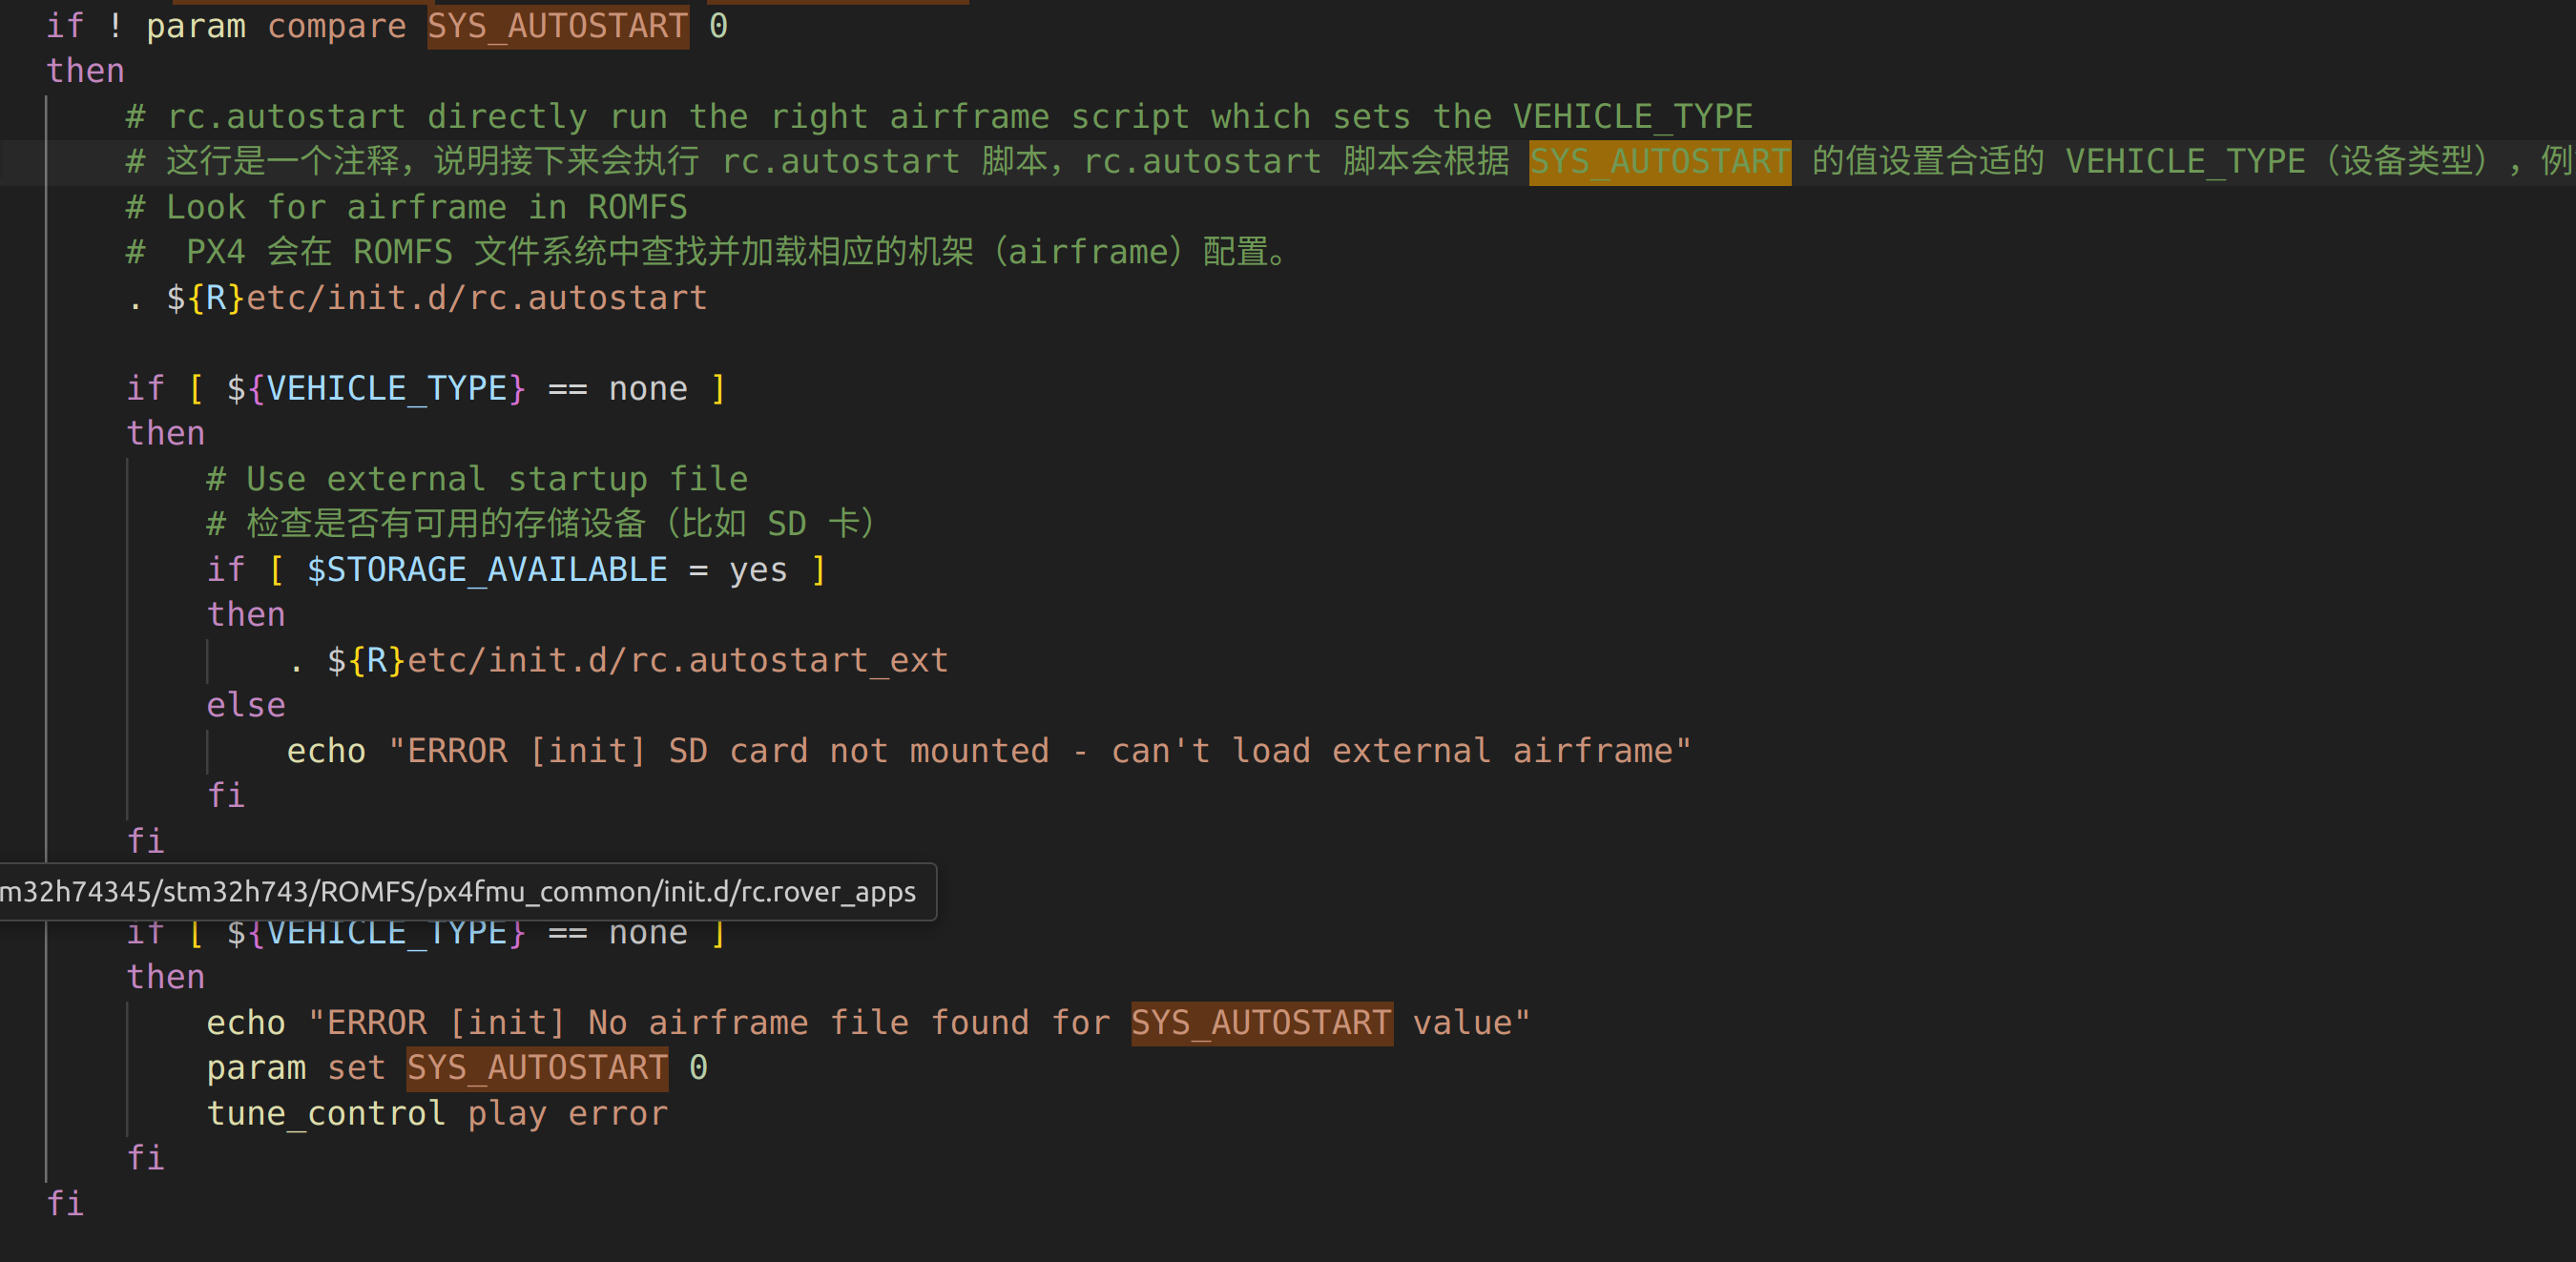 if ! param compare SYS_AUTOSTART 0
then
# rc.autostart directly run the right airframe script which sets the VEHICLE_TYPE
# 这行是一个注释，说明接下来会执行 rc.autostart 脚本，rc.autostart 脚本会根据 SYS_AUTOSTART 的值设置合适的 VEHICLE_TYPE（设备类型），例
# Look for airframe in ROMFS
#  PX4 会在 ROMFS 文件系统中查找并加载相应的机架（airframe）配置。
. ${R}etc/init.d/rc.autostart
if [ ${VEHICLE_TYPE} == none ]
then
# Use external startup file
# 检查是否有可用的存储设备（比如 SD 卡）
if [ $STORAGE_AVAILABLE = yes ]
then
. ${R}etc/init.d/rc.autostart_ext
else
echo "ERROR [init] SD card not mounted - can't load external airframe"
fi
fi
m32h74345/stm32h743/ROMFS/px4fmu_common/init.d/rc.rover_apps
if [ ${VEHICLE_TYPE} == none ]
then
echo "ERROR [init] No airframe file found for SYS_AUTOSTART value"
param set SYS_AUTOSTART 0
tune_control play error
fi
fi